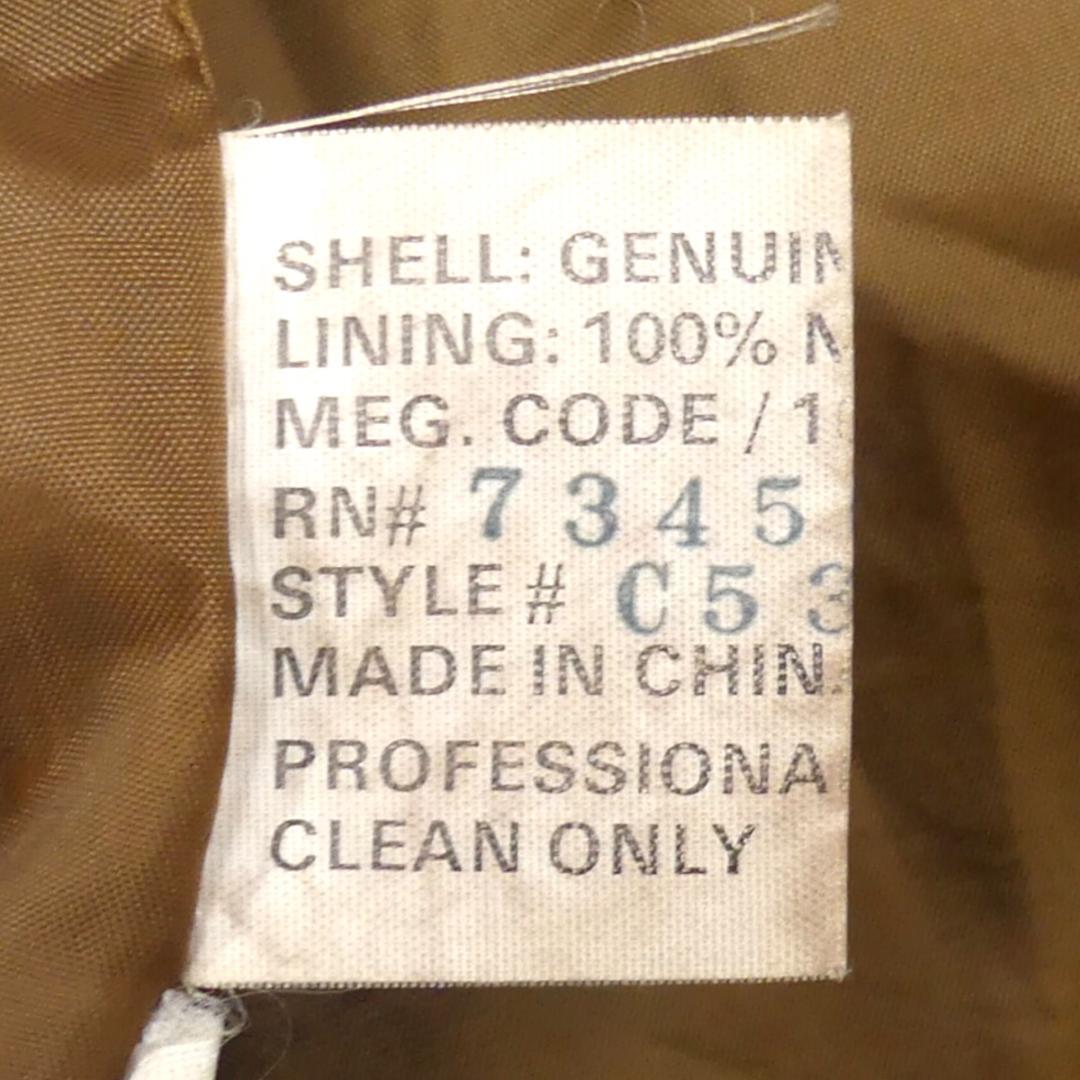 SHELL: GENUIN
LINING: 100% N
MEG. CODE / 1
RN# 7345
STYLE # C53
MADE IN CHIN
PROFESSIONA
CLEAN ONLY